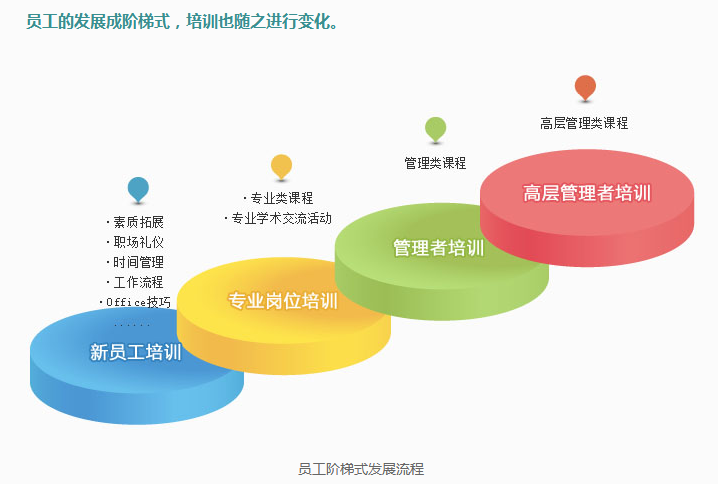 员工的发展成阶梯式，培训也随之进行变化。
高层管理类课程
管理类课程
高层管理者培训
·专业类课程
·专业学术交流活动
·素质拓展
·职场礼仪
·时间管理
·工作流程
·Office技巧
······
管理者培训
专业岗位培训
新员工培训
员工阶梯式发展流程